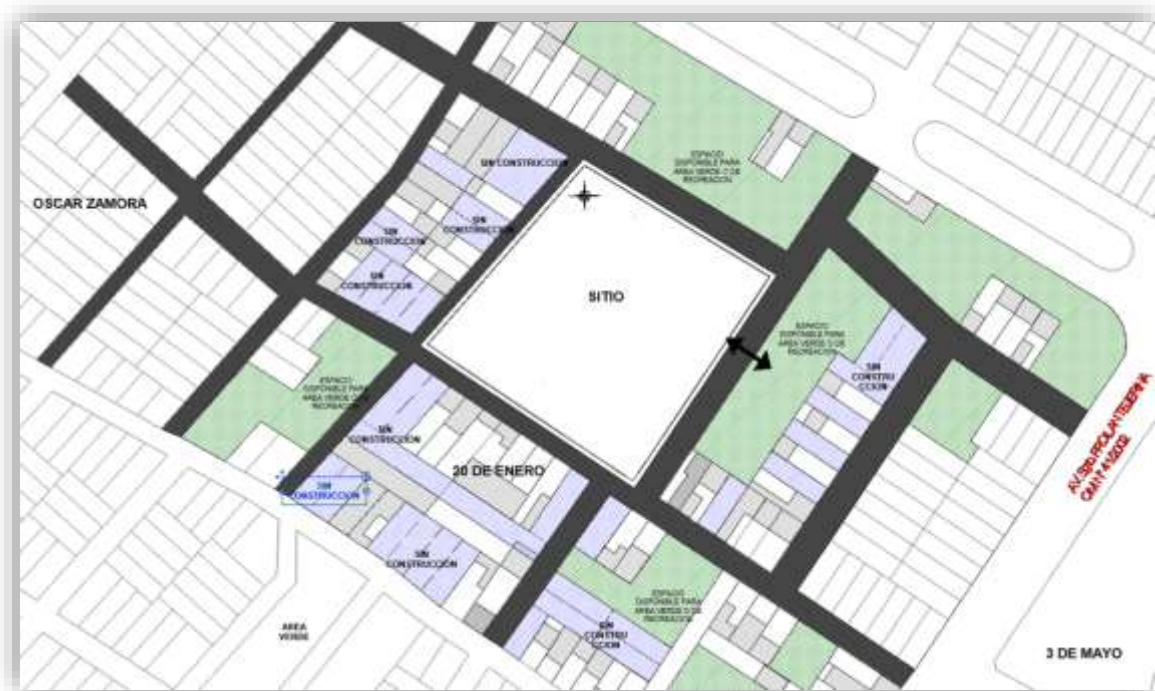 ESPACIO
DISPONIBLE PARA
AREA VERDE O DE
RECREACION
SIN CONSTRUCCION
OSCAR ZAMORA
SIN
CONSTRUCCION
SIN
CONSTRUCCION
SIN
CONSTRUCCION
SITIO
ESPACIO
DISPONIBLE PARA
AREA VERDE O DE
RECREACION
SIN
CONSTRU
CCION
ESPACIO
DISPONIBLE PARA
AREA VERDE O DE
RECREACION
SIN
CONSTRUCCION
20 DE ENERO
SIN
CONSTRUCCION
SIN
CONSTRUCCION
ESPACIO
DISPONIBLE PARA
AREA VERDE O DE
RECREACION
AREA
VERDE
SIN
CONSTRU
CCION
3 DE MAYO